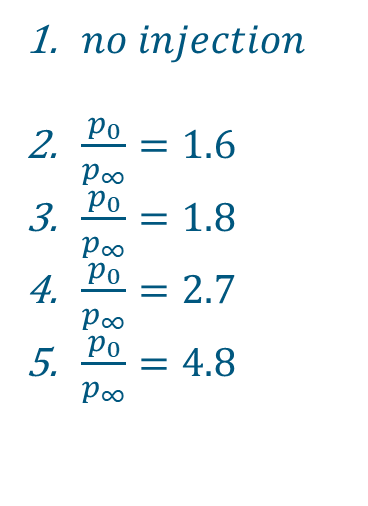 1. no injection
2. p₀/p∞ = 1.6
3. p₀/p∞ = 1.8
4. p₀/p∞ = 2.7
5. p₀/p∞ = 4.8